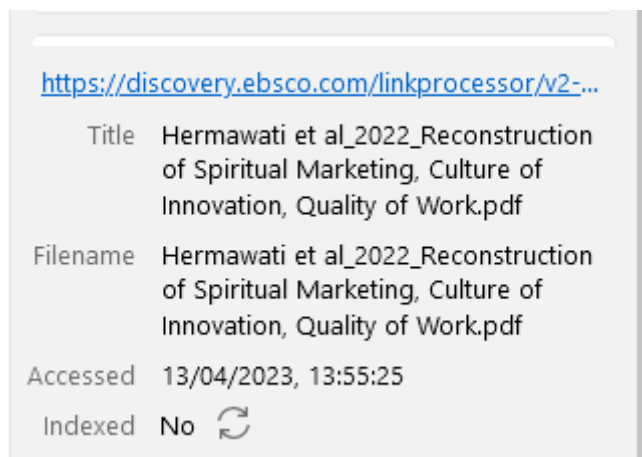 https://discovery.ebsco.com/linkprocessor/v2-...
Title Hermawati et al_2022_Reconstruction
of Spiritual Marketing, Culture of
Innovation, Quality of Work.pdf
Filename Hermawati et al_2022_Reconstruction
of Spiritual Marketing, Culture of
Innovation, Quality of Work.pdf
Accessed 13/04/2023, 13:55:25
Indexed No